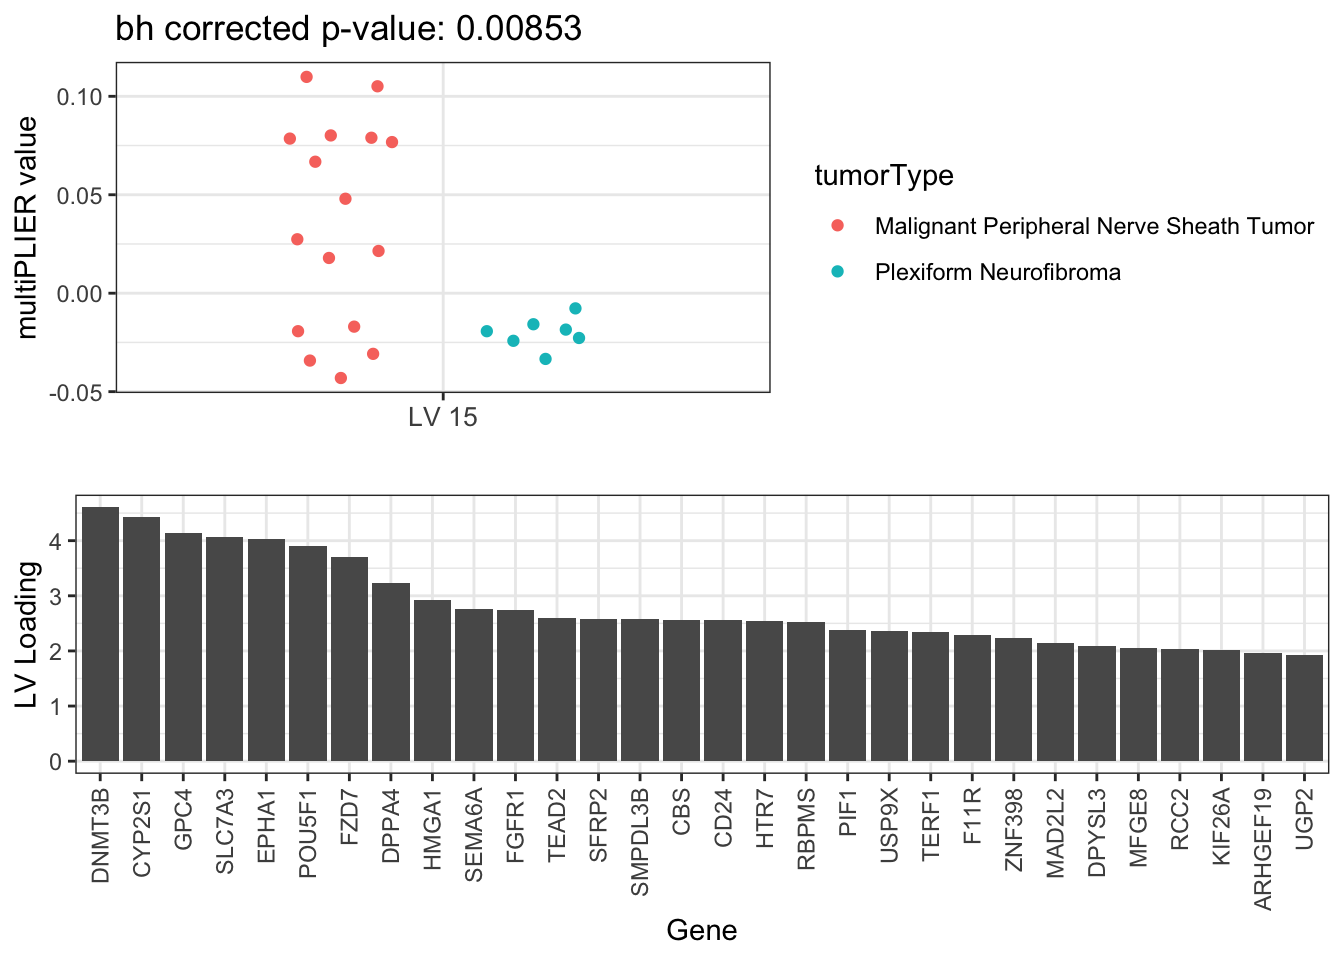 bh corrected p-value: 0.00853
multiPLIER value
0.10
0.05
0.00
-0.05
LV 15
tumorType
Malignant Peripheral Nerve Sheath Tumor
Plexiform Neurofibroma
LV Loading
4
3
2
1
0
DNMT3B
CYP2S1
GPC4
SLC7A3
EPHA1
POU5F1
FZD7
DPPA4
HMGA1
SEMA6A
FGFR1
TEAD2
SFRP2
SMPDL3B
CBS
CD24
HTR7
RBPMS
PIF1
USP9X
TERF1
F11R
ZNF398
MAD2L2
DPYSL3
MFGE8
RCC2
KIF26A
ARHGEF19
UGP2
Gene